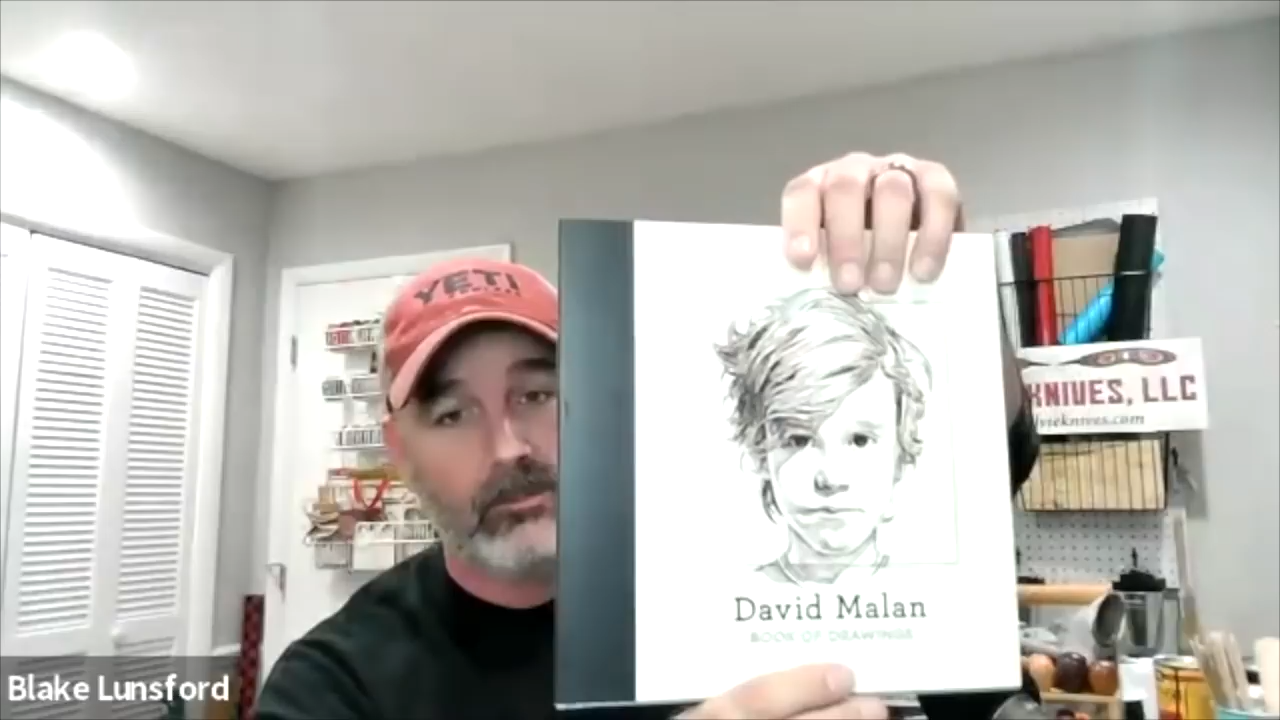 YETI
KNIVES, LLC
David Malan
BOOK OF DRAWINGS
Blake Lunsford